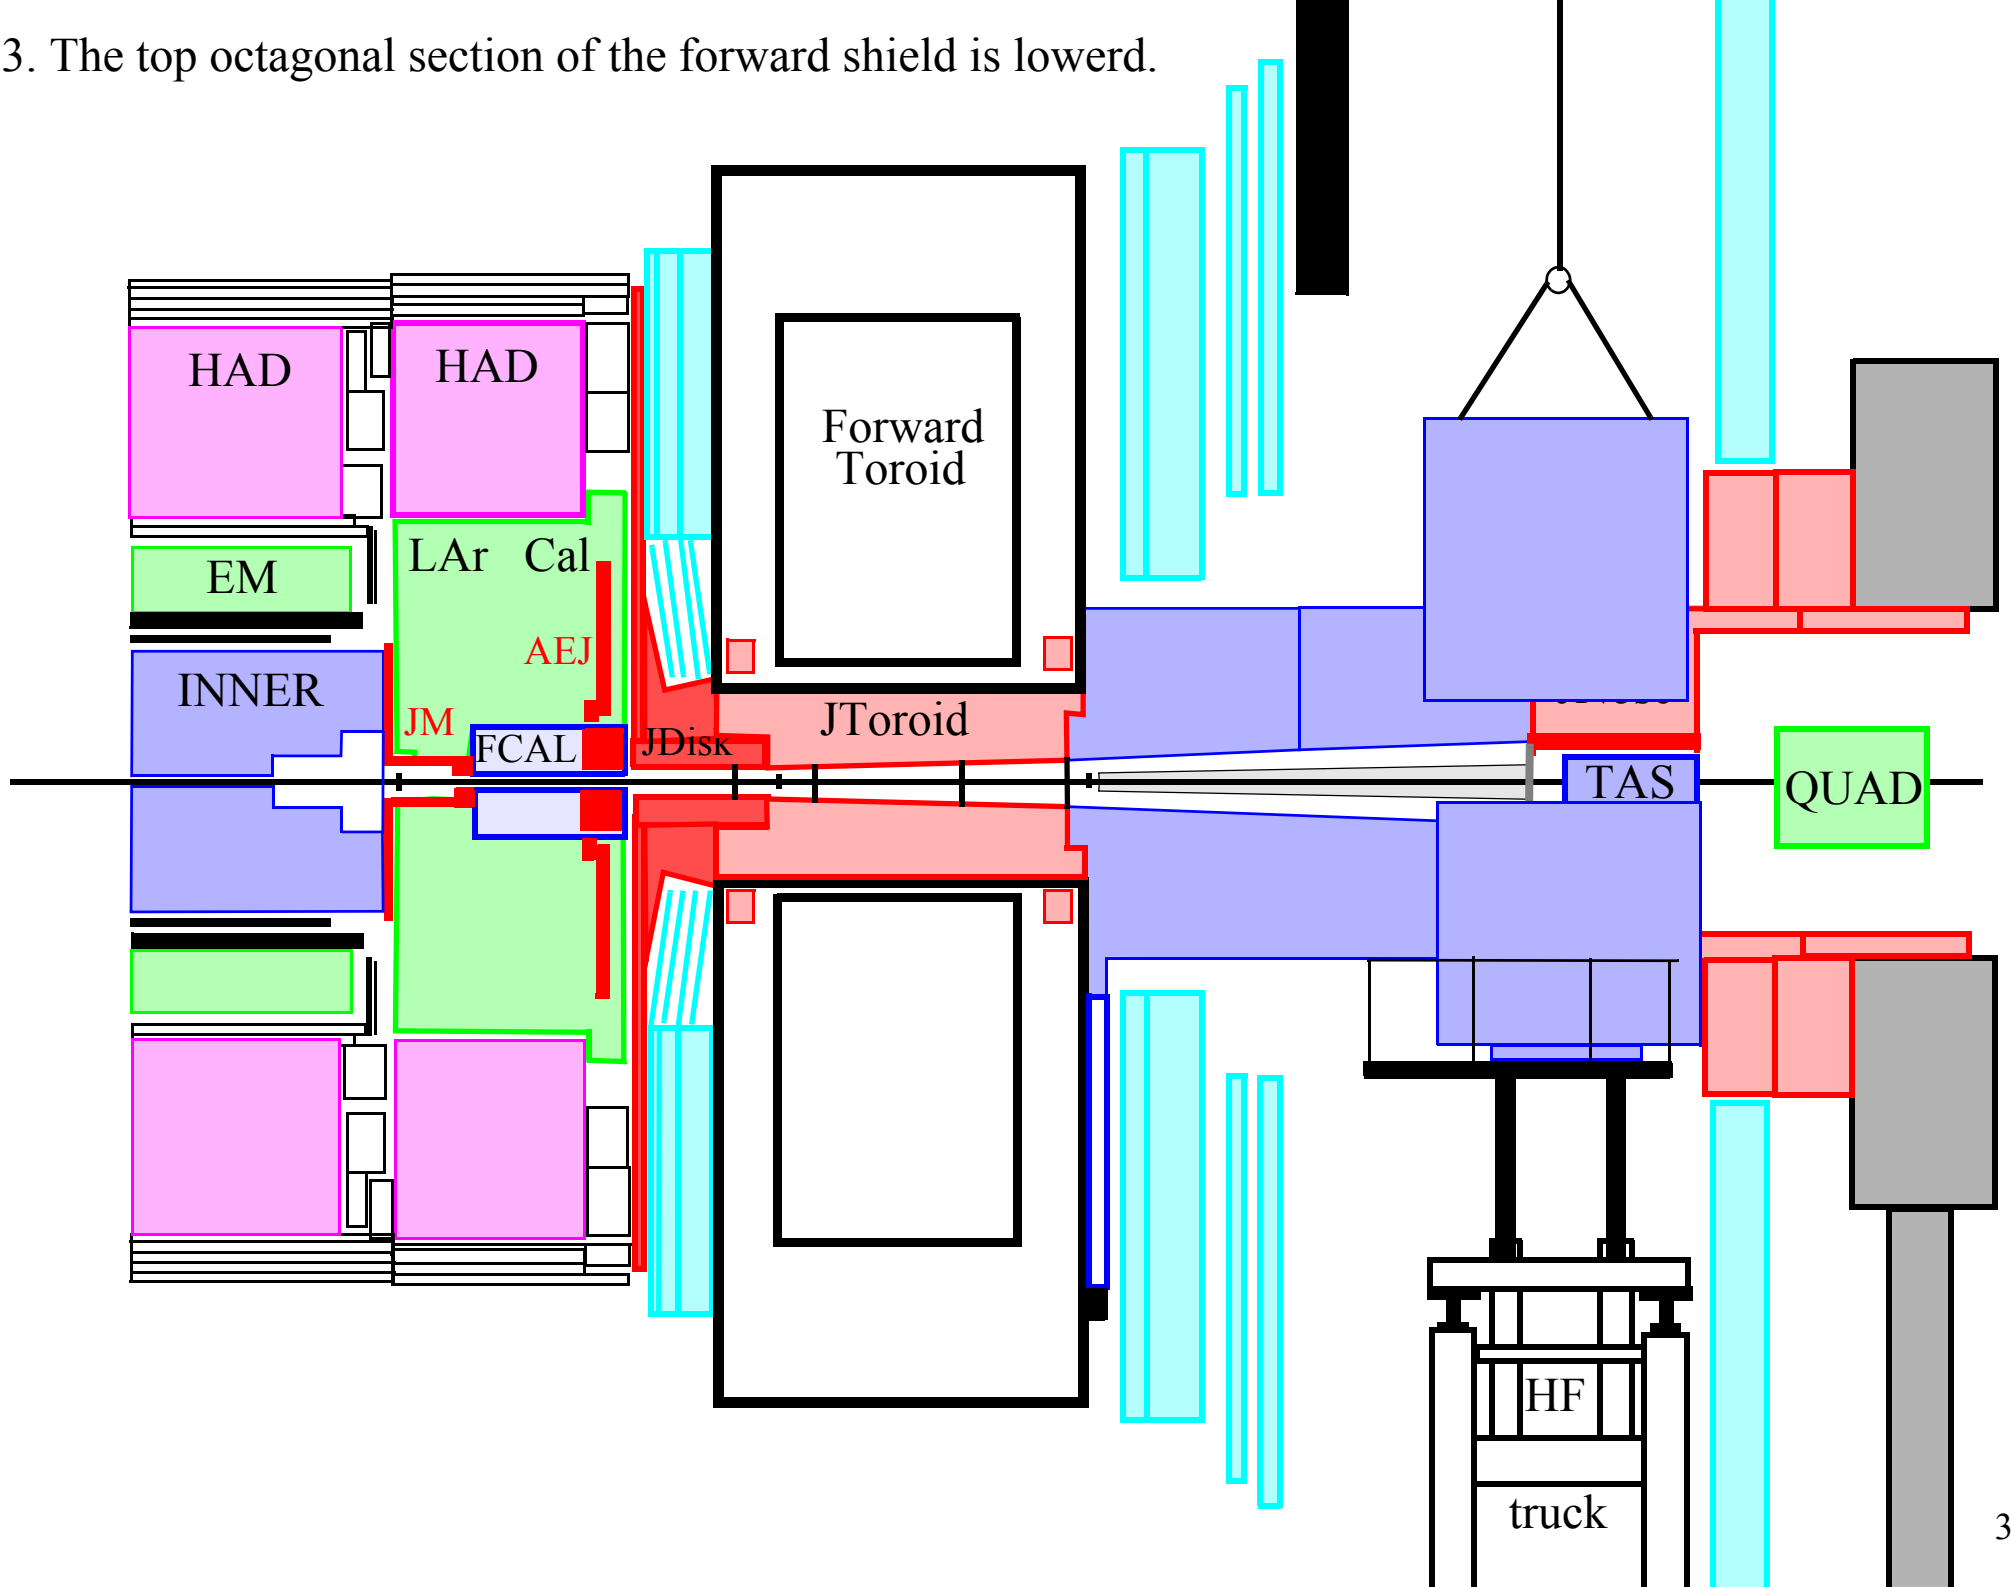 3. The top octagonal section of the forward shield is lowerd.
HAD
HAD
Forward
Toroid
LAr Cal
EM
AEJ
INNER
JM
JToroid
FCAL
JDisk
TAS
QUAD
HF
truck
3